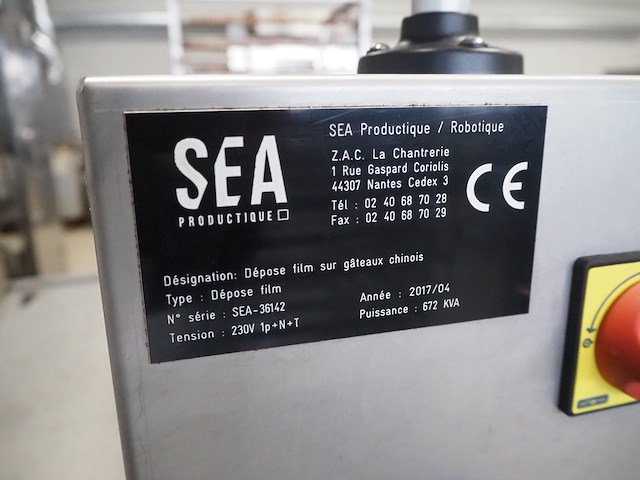 SEA
PRODUCTIQUE
SEA Productique / Robotique
Z.A.C. La Chantrerie
1 Rue Gaspard Coriolis
44307 Nantes Cedex 3
Tél : 02 40 68 70 28
Fax : 02 40 68 70 29
CE
Désignation: Dépose film sur gâteaux chinois
Type : Dépose film
N° série : SEA-36142
Tension : 230V 1p+N+T
Année : 2017/04
Puissance : 672 KVA